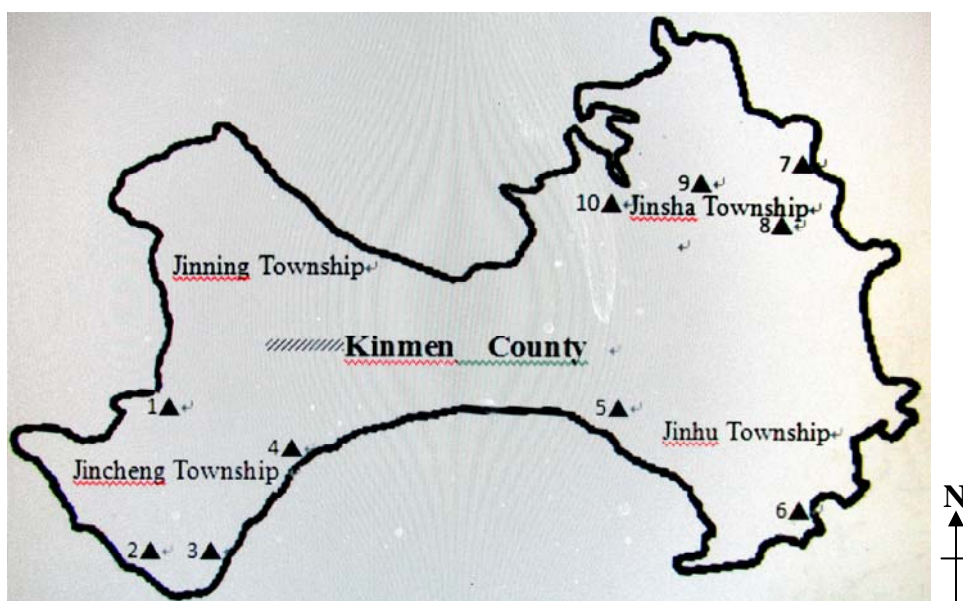 7
9
10 Jinsha Township
8
Jinning Township
Kinmen County
1
5
Jinhu Township
4
Jincheng Township
6
N
2 3